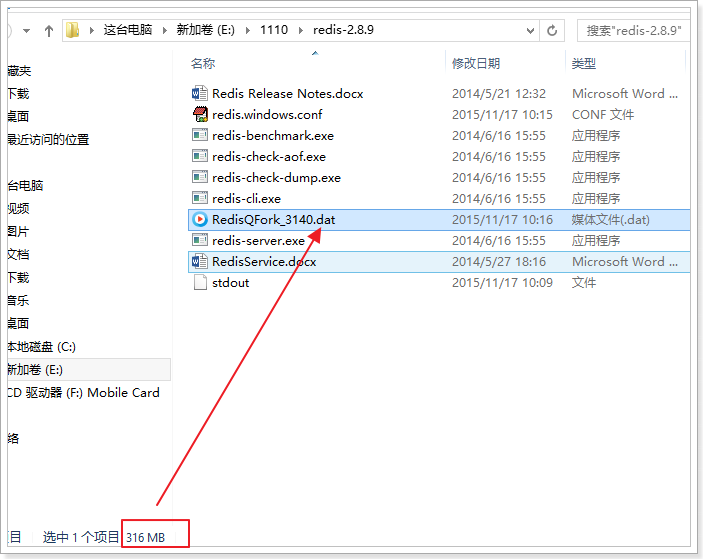 这台电脑 新加卷 (E:) 1110 redis-2.8.9 搜索"redis-2.8.9"
名称 修改日期 类型
藏夹
下载
桌面
最近访问的位置
台电脑
视频
图片
文档
下载
音乐
桌面
本地磁盘 (C:)
新加卷 (E:)
CD 驱动器 (F:) Mobile Card
络
Redis Release Notes.docx 2014/5/21 12:32 Microsoft Word ...
redis.windows.conf 2015/11/17 10:15 CONF 文件
redis-benchmark.exe 2014/6/16 15:55 应用程序
redis-check-aof.exe 2014/6/16 15:55 应用程序
redis-check-dump.exe 2014/6/16 15:55 应用程序
redis-cli.exe 2014/6/16 15:55 应用程序
RedisQFork_3140.dat 2015/11/17 10:16 媒体文件(.dat)
redis-server.exe 2014/6/16 15:55 应用程序
RedisService.docx 2014/5/27 18:16 Microsoft Word ...
stdout 2015/11/17 10:09 文件
项目 选中 1 个项目 316 MB